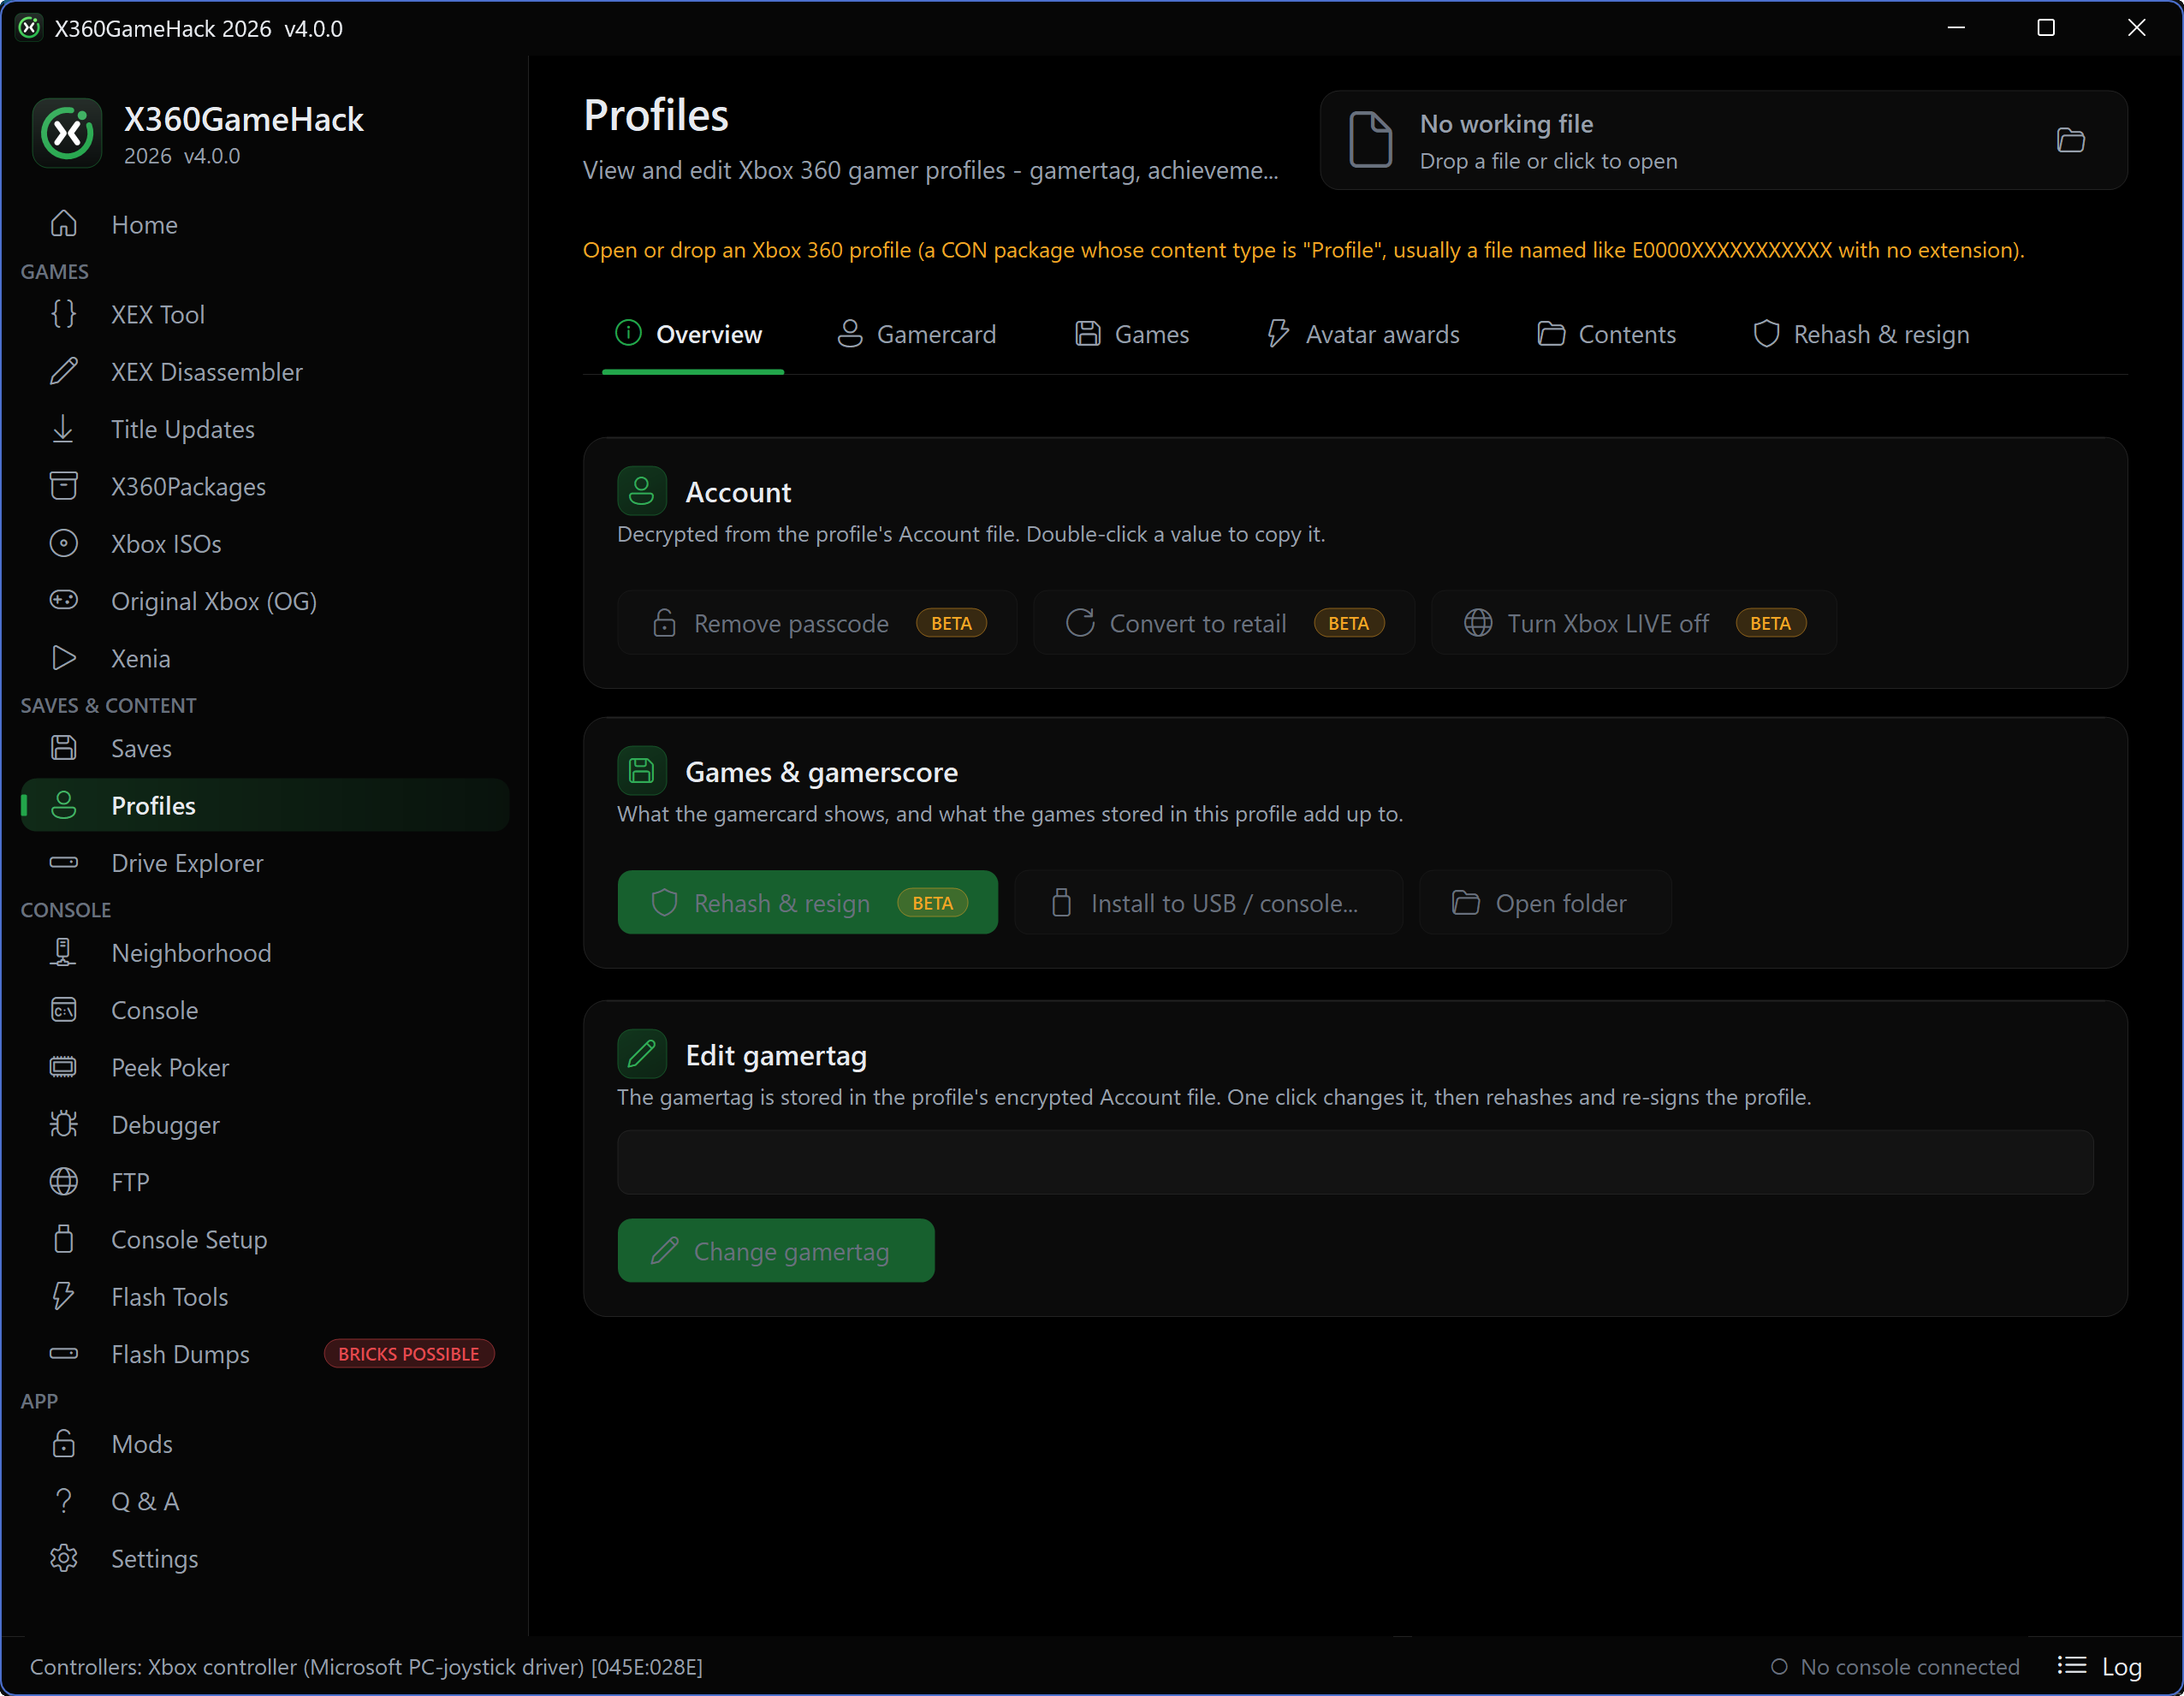 X360GameHack 2026 v4.0.0
X360GameHack
2026 v4.0.0
Home
GAMES
XEX Tool
XEX Disassembler
Title Updates
X360Packages
Xbox ISOs
Original Xbox (OG)
Xenia
SAVES & CONTENT
Saves
Profiles
Drive Explorer
CONSOLE
Neighborhood
Console
Peek Poker
Debugger
FTP
Console Setup
Flash Tools
Flash Dumps BRICKS POSSIBLE
APP
Mods
Q & A
Settings
Profiles
View and edit Xbox 360 gamer profiles - gamertag, achieveme...
No working file
Drop a file or click to open
Open or drop an Xbox 360 profile (a CON package whose content type is "Profile", usually a file named like E0000XXXXXXXXXXX with no extension).
Overview Gamercard Games Avatar awards Contents Rehash & resign
Account
Decrypted from the profile's Account file. Double-click a value to copy it.
Remove passcode BETA Convert to retail BETA Turn Xbox LIVE off BETA
Games & gamerscore
What the gamercard shows, and what the games stored in this profile add up to.
Rehash & resign BETA Install to USB / console... Open folder
Edit gamertag
The gamertag is stored in the profile's encrypted Account file. One click changes it, then rehashes and re-signs the profile.
Change gamertag
Controllers: Xbox controller (Microsoft PC-joystick driver) [045E:028E]
No console connected Log